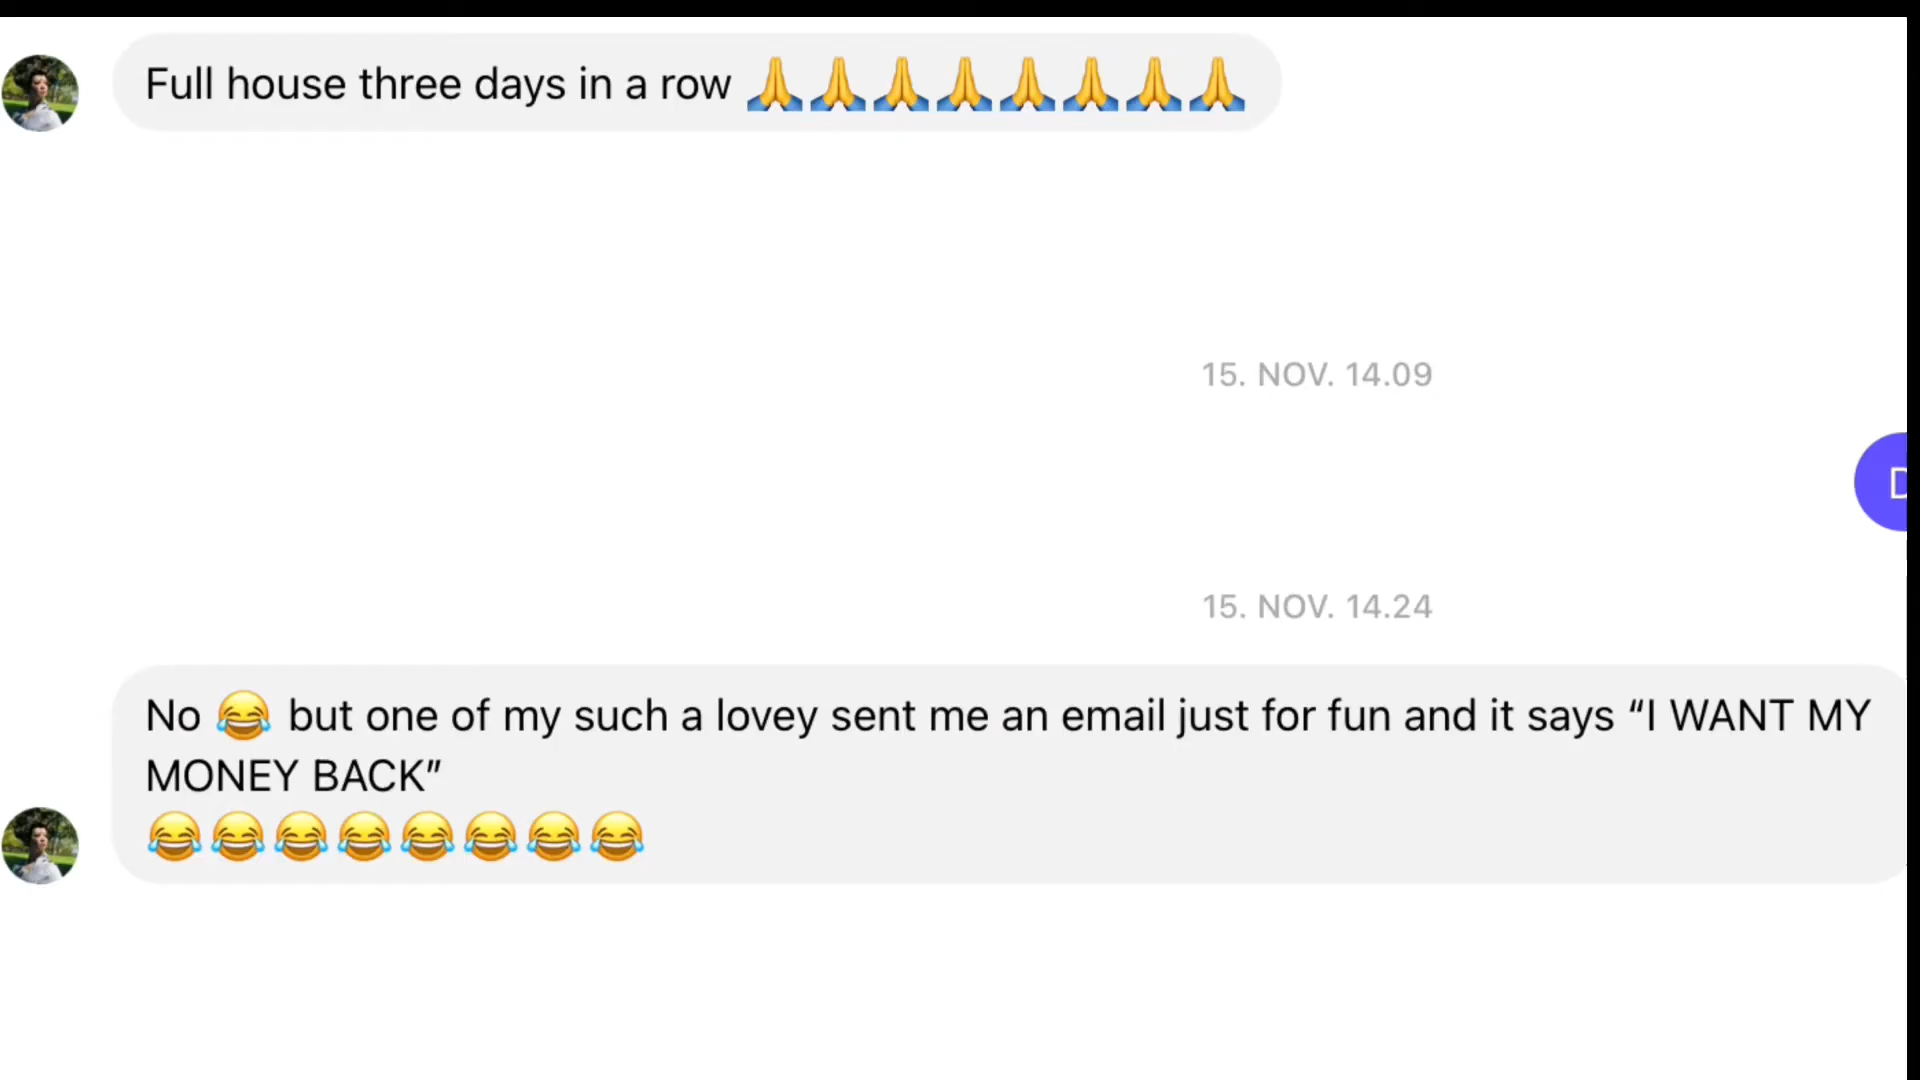 Full house three days in a row 🙏🙏🙏🙏🙏🙏🙏🙏
15. NOV. 14.09
D
15. NOV. 14.24
No 😂 but one of my such a lovey sent me an email just for fun and it says “I WANT MY
MONEY BACK”
😂😂😂😂😂😂😂😂